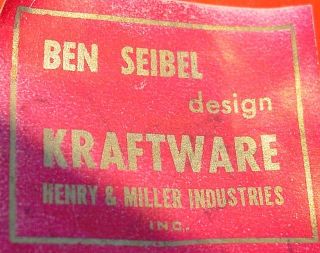 BEN SEIBEL
design
KRAFTWARE
HENRY & MILLER INDUSTRIES
INC.